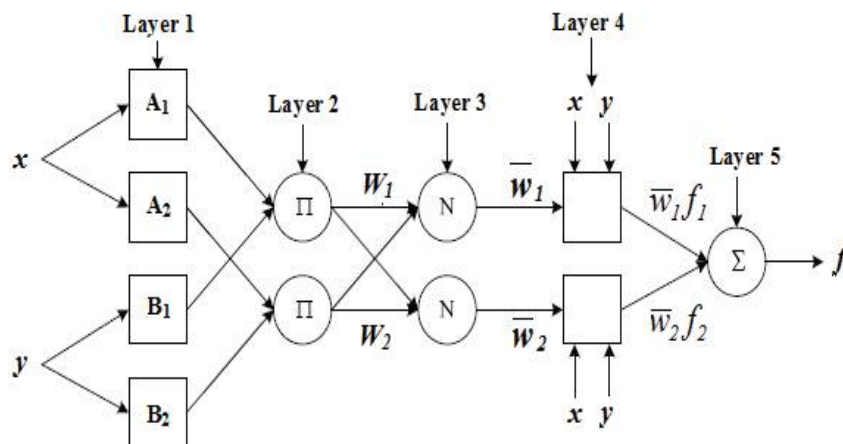 Layer 1
Layer 4
A₁
Layer 2
Layer 3
x y
Layer 5
x
W₁
w̅₁
w̅₁f₁
A₂
Π
N
Σ
f
B₁
Π
N
w̅₂f₂
y
W₂
w̅₂
B₂
x y